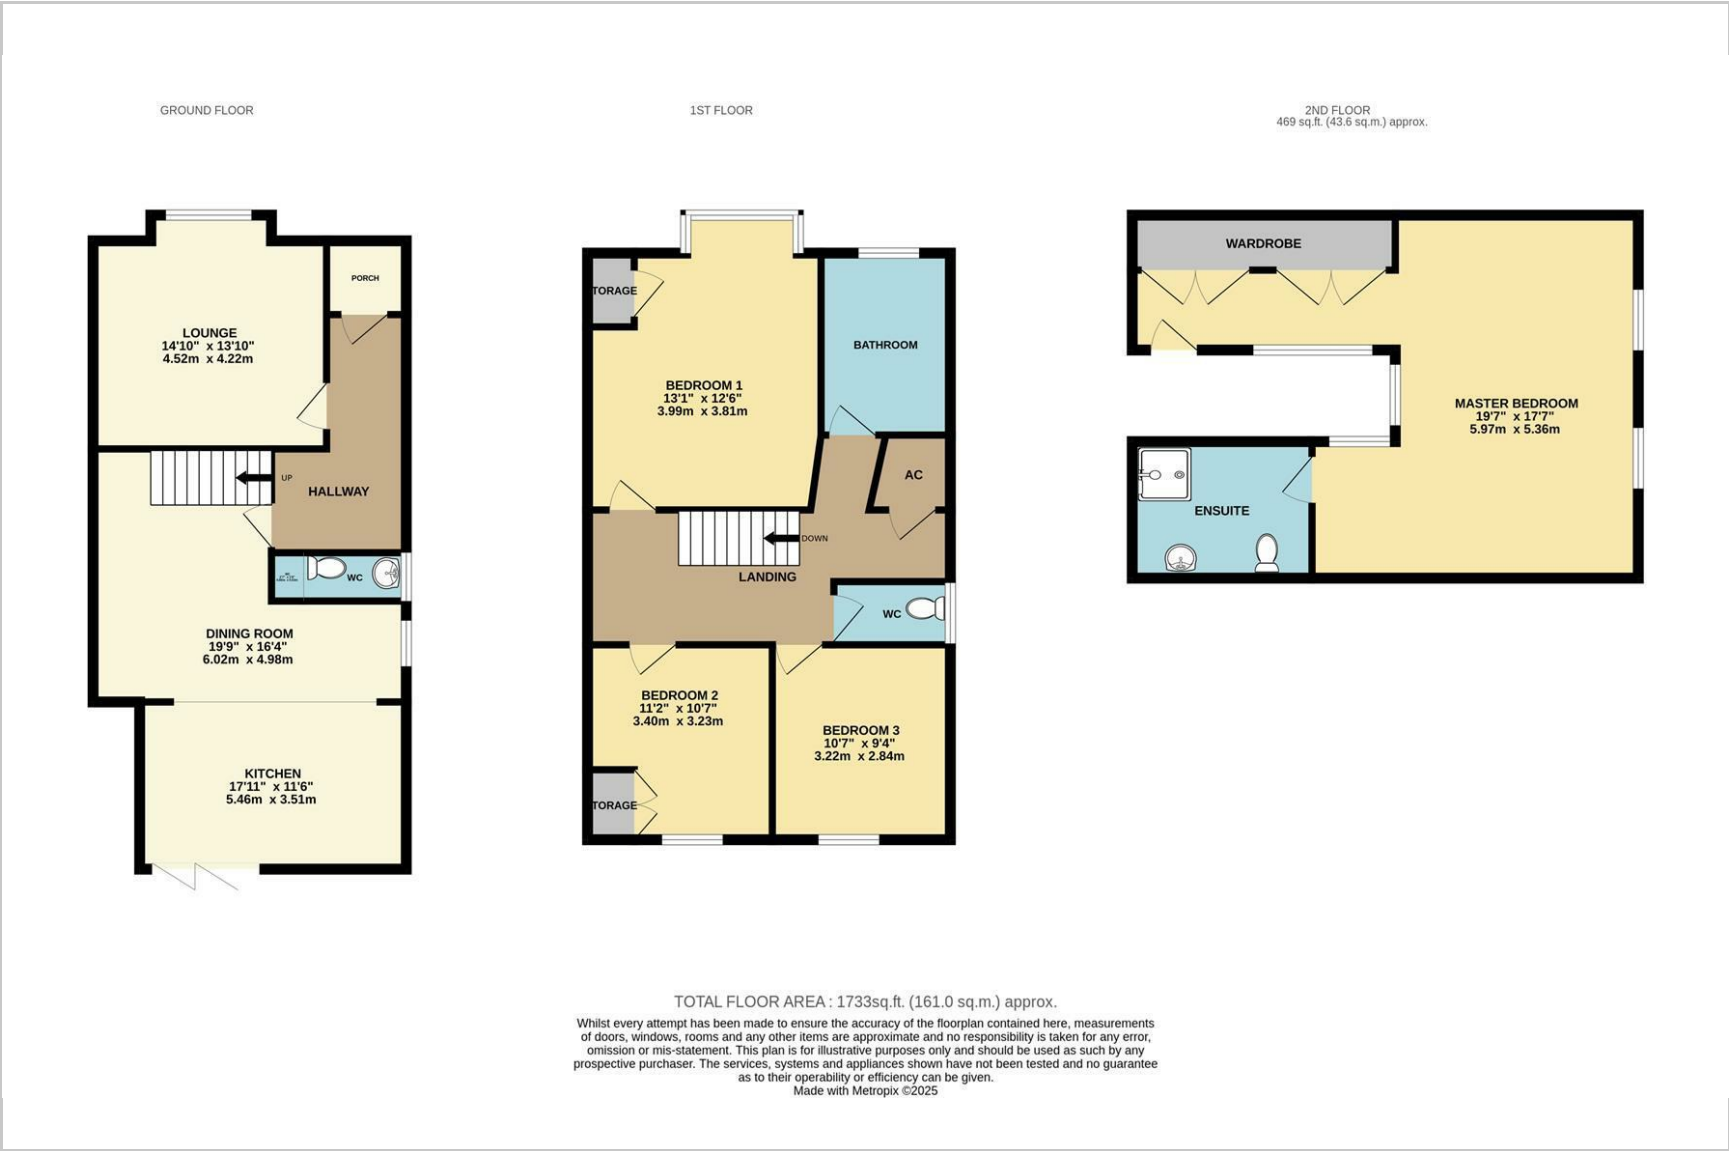 GROUND FLOOR
1ST FLOOR
2ND FLOOR
469 sq.ft. (43.6 sq.m.) approx.
PORCH
LOUNGE
14'10" x 13'10"
4.52m x 4.22m
UP
HALLWAY
WC
DINING ROOM
19'9" x 16'4"
6.02m x 4.98m
KITCHEN
17'11" x 11'6"
5.46m x 3.51m
TORAGE
BATHROOM
BEDROOM 1
13'1" x 12'6"
3.99m x 3.81m
AC
DOWN
LANDING
WC
BEDROOM 2
11'2" x 10'7"
3.40m x 3.23m
BEDROOM 3
10'7" x 9'4"
3.22m x 2.84m
TORAGE
WARDROBE
MASTER BEDROOM
19'7" x 17'7"
5.97m x 5.36m
ENSUITE
TOTAL FLOOR AREA : 1733sq.ft. (161.0 sq.m.) approx.
Whilst every attempt has been made to ensure the accuracy of the floorplan contained here, measurements
of doors, windows, rooms and any other items are approximate and no responsibility is taken for any error,
omission or mis-statement. This plan is for illustrative purposes only and should be used as such by any
prospective purchaser. The services, systems and appliances shown have not been tested and no guarantee
as to their operability or efficiency can be given.
Made with Metropix ©2025